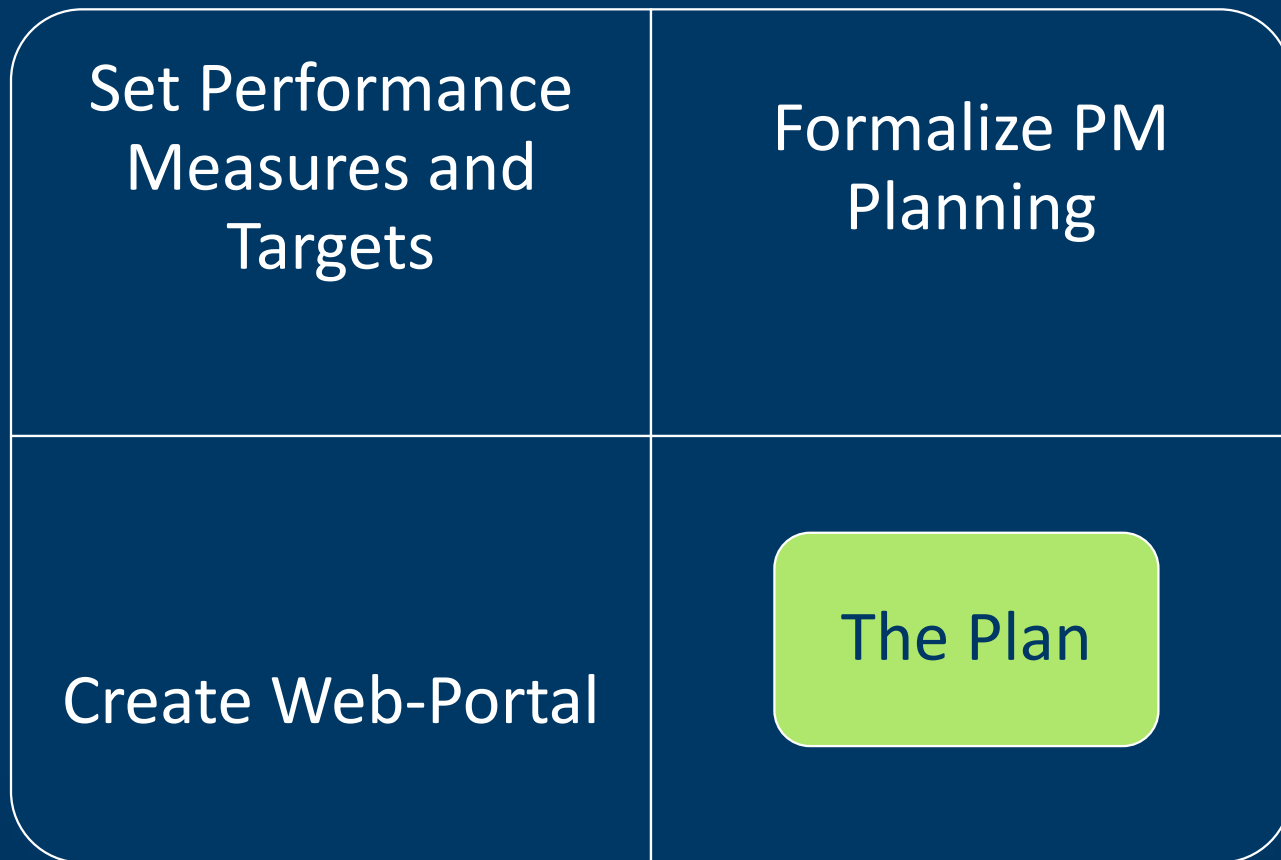 Set Performance
Measures and
Targets
Formalize PM
Planning
Create Web-Portal
The Plan